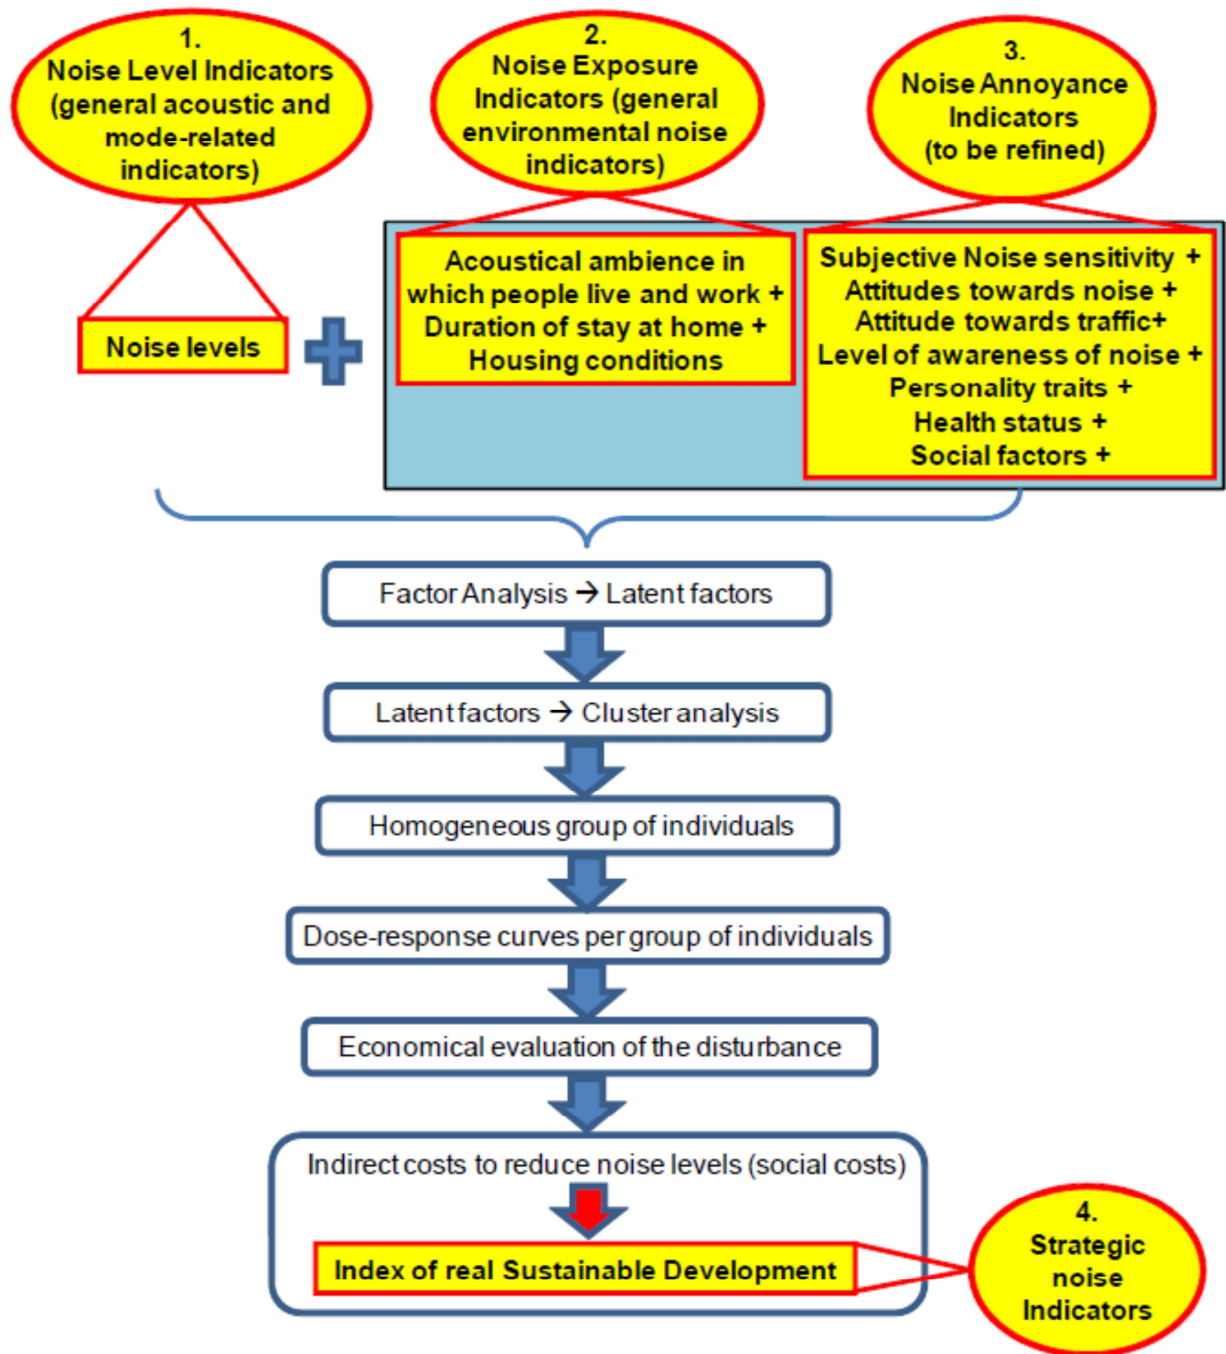 1.
Noise Level Indicators
(general acoustic and
mode-related
indicators)
2.
Noise Exposure
Indicators (general
environmental noise
indicators)
3.
Noise Annoyance
Indicators
(to be refined)
Noise levels
Acoustical ambience in
which people live and work +
Duration of stay at home +
Housing conditions
Subjective Noise sensitivity +
Attitudes towards noise +
Attitude towards traffic+
Level of awareness of noise +
Personality traits +
Health status +
Social factors +
Factor Analysis → Latent factors
Latent factors → Cluster analysis
Homogeneous group of individuals
Dose-response curves per group of individuals
Economical evaluation of the disturbance
Indirect costs to reduce noise levels (social costs)
Index of real Sustainable Development
4.
Strategic
noise
Indicators